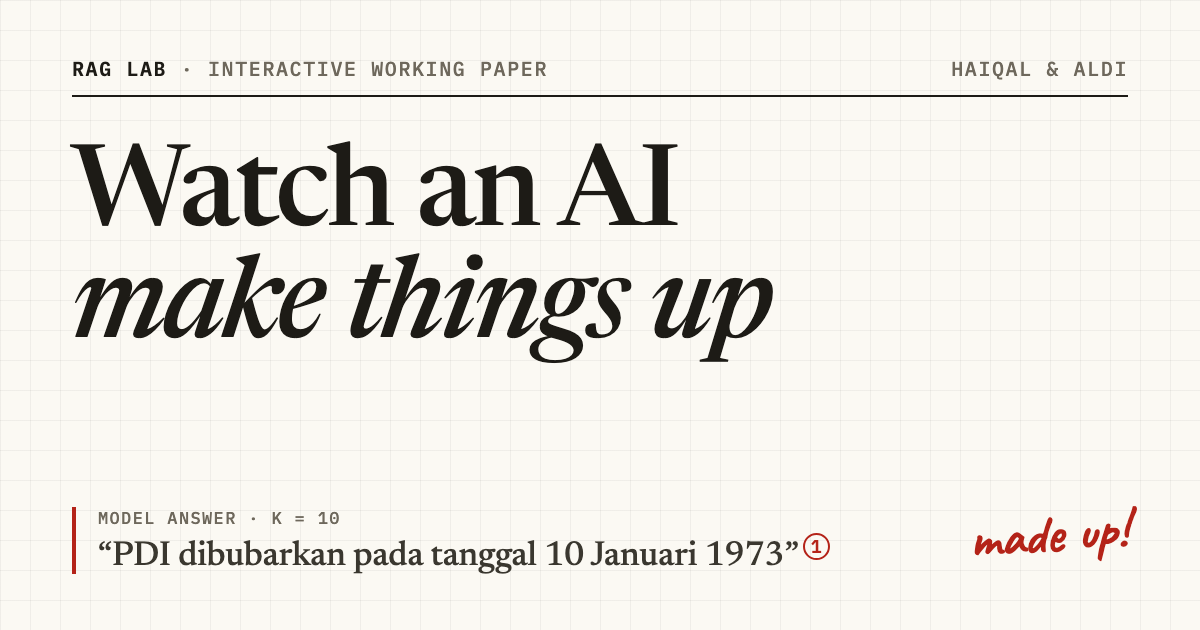 RAG LAB · INTERACTIVE WORKING PAPER
HAIQAL & ALDI
Watch an AI
make things up
MODEL ANSWER · K = 10
“PDI dibubarkan pada tanggal 10 Januari 1973” 1
made up!